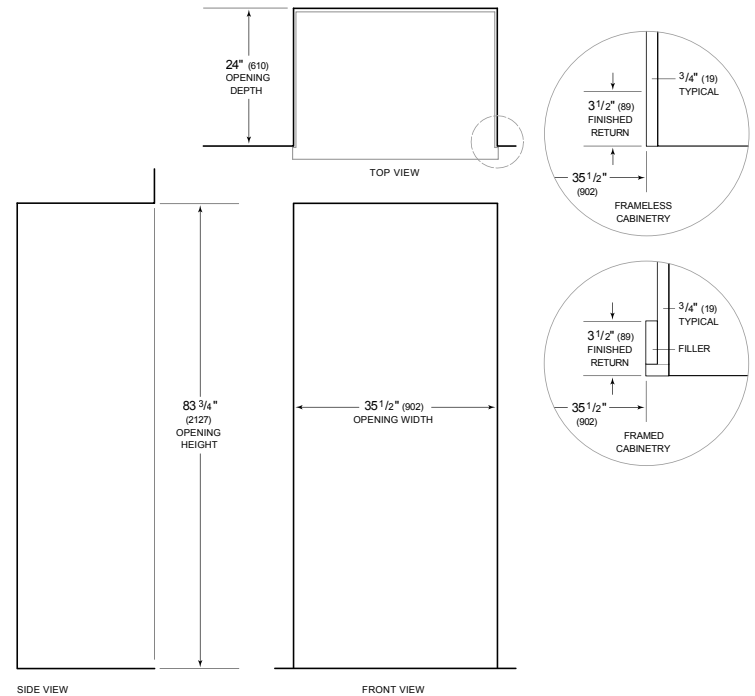 24" (610)
OPENING
DEPTH
TOP VIEW
3/4" (19)
TYPICAL
3 1/2" (89)
FINISHED
RETURN
35 1/2"
(902)
FRAMELESS
CABINETRY
3/4" (19)
TYPICAL
3 1/2" (89)
FINISHED
RETURN
FILLER
35 1/2"
(902)
FRAMED
CABINETRY
83 3/4"
(2127)
OPENING
HEIGHT
35 1/2" (902)
OPENING WIDTH
SIDE VIEW
FRONT VIEW